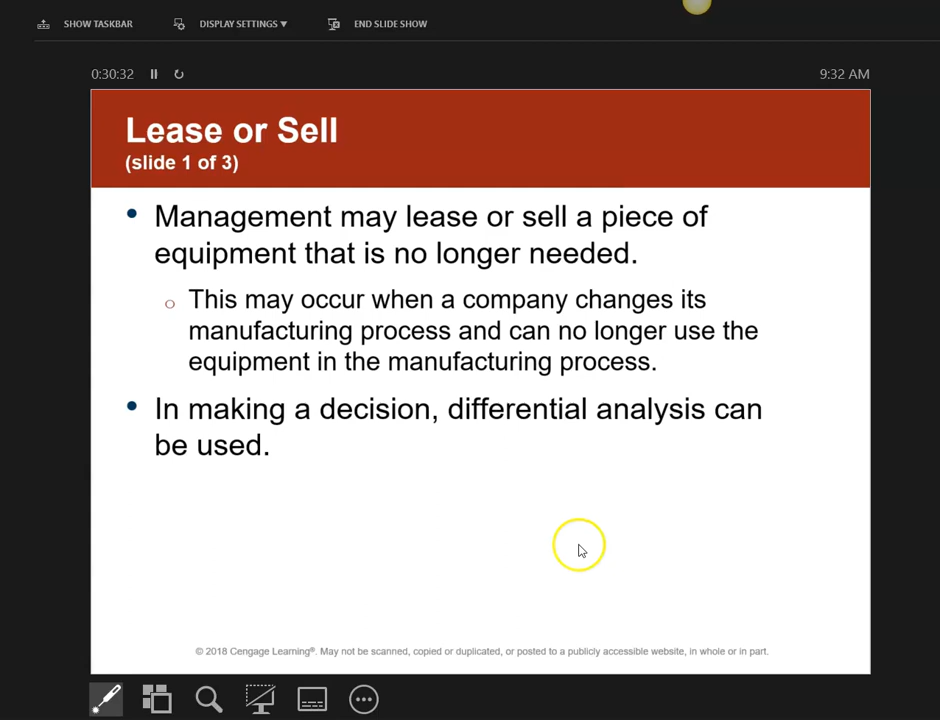 SHOW TASKBAR
DISPLAY SETTINGS ▼
END SLIDE SHOW
0:30:32
9:32 AM
Lease or Sell
(slide 1 of 3)
• Management may lease or sell a piece of
equipment that is no longer needed.
o This may occur when a company changes its
manufacturing process and can no longer use the
equipment in the manufacturing process.
• In making a decision, differential analysis can
be used.
© 2018 Cengage Learning®. May not be scanned, copied or duplicated, or posted to a publicly accessible website, in whole or in part.